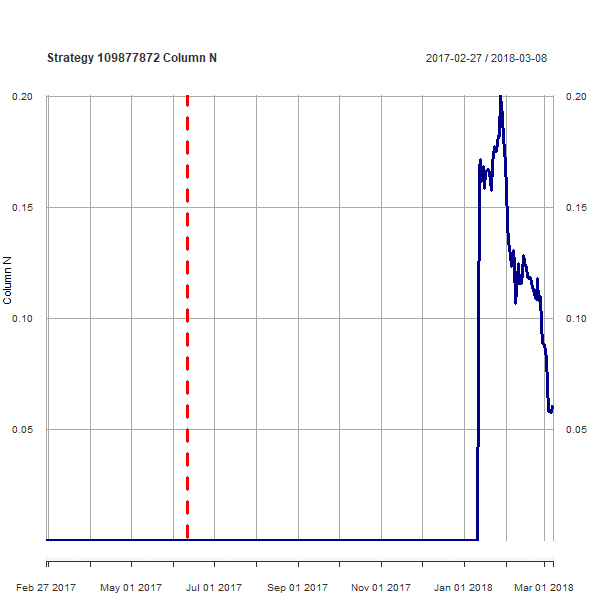 Strategy 109877872 Column N
2017-02-27 / 2018-03-08
0.20
0.20
0.15
0.15
0.10
0.10
0.05
0.05
Column N
Feb 27 2017
May 01 2017
Jul 01 2017
Sep 01 2017
Nov 01 2017
Jan 01 2018
Mar 01 2018